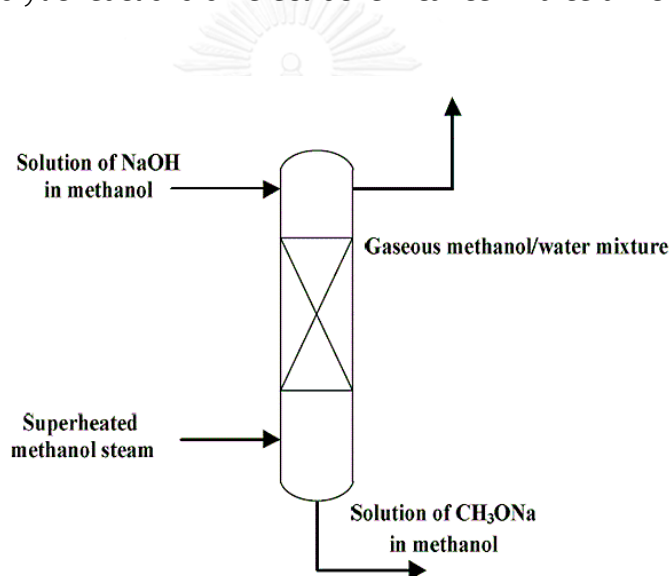 Solution of NaOH
in methanol
Gaseous methanol/water mixture
Superheated
methanol steam
Solution of CH₃ONa
in methanol